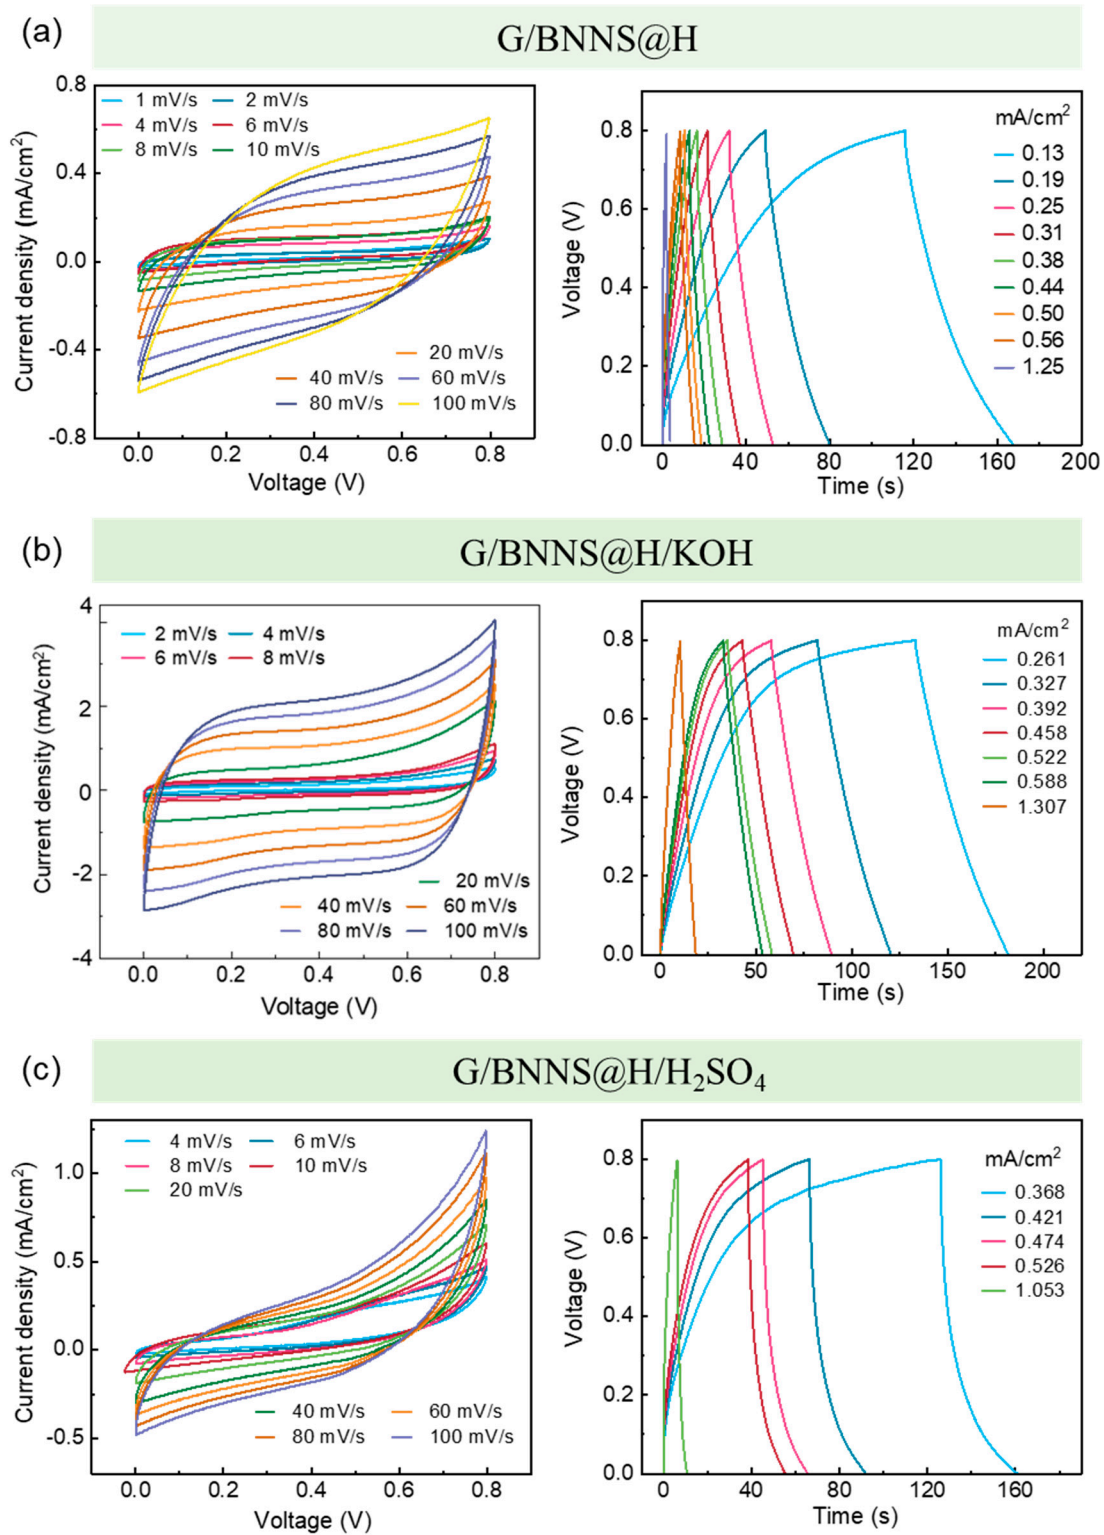 (a)
G/BNNS@H
0.8
0.4
0.0
-0.4
-0.8
Current density (mA/cm²)
1 mV/s 2 mV/s
4 mV/s 6 mV/s
8 mV/s 10 mV/s
20 mV/s
40 mV/s 60 mV/s
80 mV/s 100 mV/s
0.0 0.2 0.4 0.6 0.8
Voltage (V)
0.8
0.6
0.4
0.2
0.0
Voltage (V)
mA/cm²
0.13
0.19
0.25
0.31
0.38
0.44
0.50
0.56
1.25
0 40 80 120 160 200
Time (s)
(b)
G/BNNS@H/KOH
4
2
0
-2
-4
Current density (mA/cm²)
2 mV/s 4 mV/s
6 mV/s 8 mV/s
20 mV/s
40 mV/s 60 mV/s
80 mV/s 100 mV/s
0.0 0.2 0.4 0.6 0.8
Voltage (V)
0.8
0.6
0.4
0.2
0.0
Voltage (V)
mA/cm²
0.261
0.327
0.392
0.458
0.522
0.588
1.307
0 50 100 150 200
Time (s)
(c)
G/BNNS@H/H₂SO₄
1.0
0.5
0.0
-0.5
Current density (mA/cm²)
4 mV/s 6 mV/s
8 mV/s 10 mV/s
20 mV/s
40 mV/s 60 mV/s
80 mV/s 100 mV/s
0.0 0.2 0.4 0.6 0.8
Voltage (V)
0.8
0.6
0.4
0.2
0.0
Voltage (V)
mA/cm²
0.368
0.421
0.474
0.526
1.053
0 40 80 120 160
Time (s)